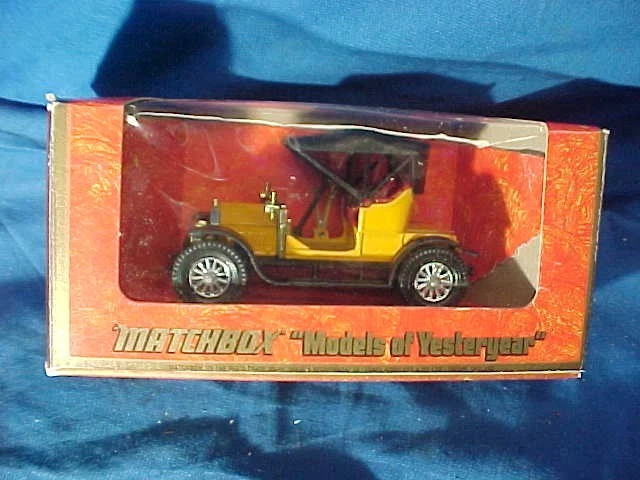 "MATCHBOX" "Models of Yesteryear"